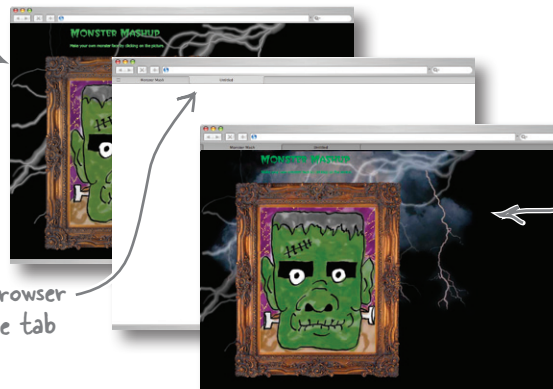 MONSTER MASHUP
Make your own monster face by clicking on the picture.
Monster Mash
Untitled
Monster Mash
Untitled
MONSTER MASHUP
rowser
e tab